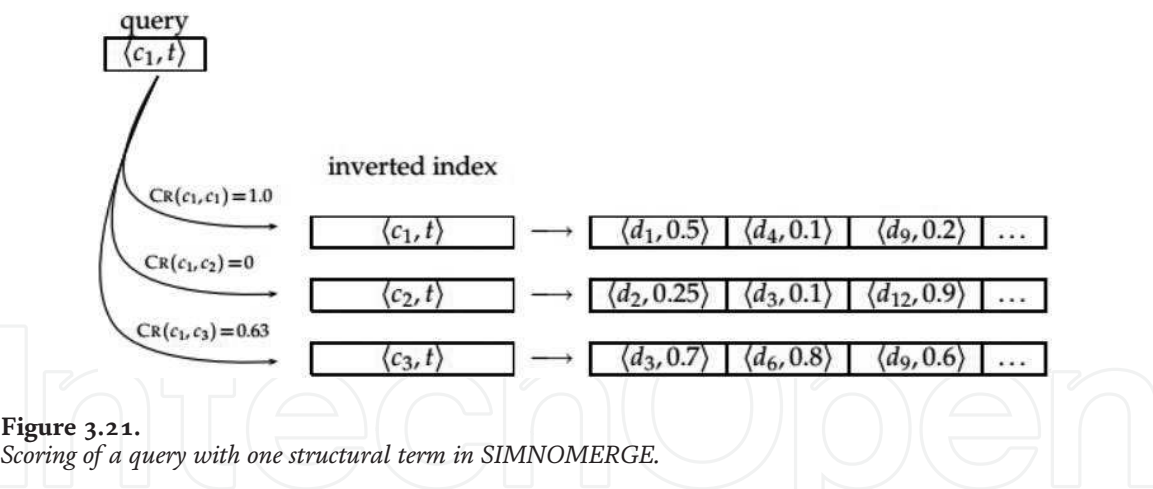 query
⟨c₁, t⟩
inverted index
CR(c₁, c₁) = 1.0
⟨c₁, t⟩ → ⟨d₁, 0.5⟩ ⟨d₄, 0.1⟩ ⟨d₉, 0.2⟩ ...
CR(c₁, c₂) = 0
⟨c₂, t⟩ → ⟨d₂, 0.25⟩ ⟨d₃, 0.1⟩ ⟨d₁₂, 0.9⟩ ...
CR(c₁, c₃) = 0.63
⟨c₃, t⟩ → ⟨d₃, 0.7⟩ ⟨d₆, 0.8⟩ ⟨d₉, 0.6⟩ ...
Figure 3.21.
Scoring of a query with one structural term in SIMNOMERGE.
IntechOpen